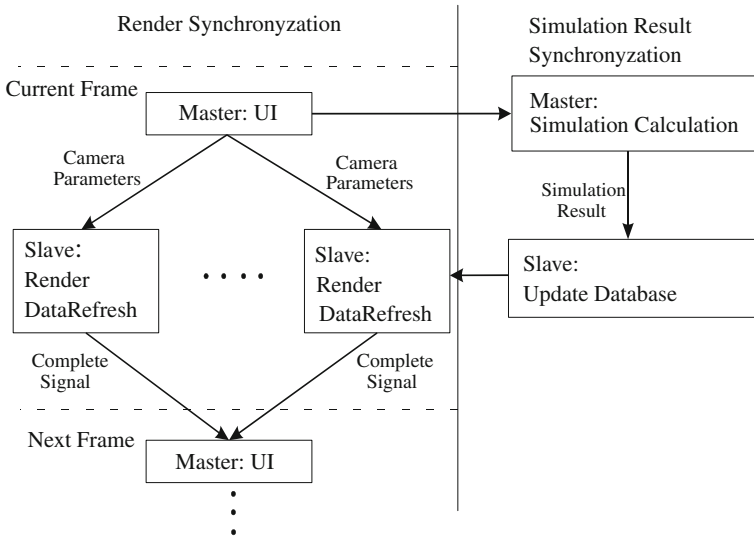 Render Synchronyzation
Simulation Result
Synchronyzation
Current Frame
Master: UI
Master:
Simulation Calculation
Camera
Parameters
Camera
Parameters
Simulation
Result
Slave:
Render
DataRefresh
Slave:
Render
DataRefresh
Slave:
Update Database
Complete
Signal
Complete
Signal
Next Frame
Master: UI